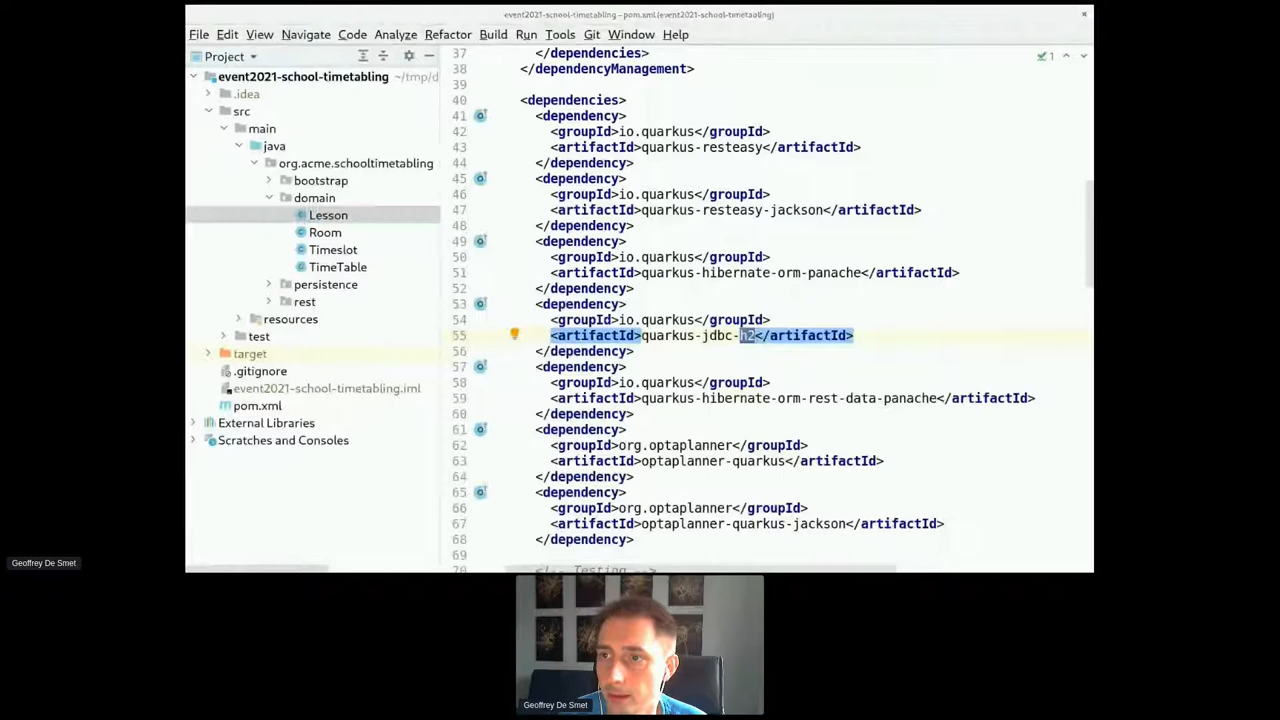 event2021-school-timetabling – pom.xml (event2021-school-timetabling)
File Edit View Navigate Code Analyze Refactor Build Run Tools Git Window Help
Project
event2021-school-timetabling ~/tmp/d
.idea
src
main
java
org.acme.schooltimetabling
bootstrap
domain
Lesson
Room
Timeslot
TimeTable
persistence
rest
resources
test
target
.gitignore
event2021-school-timetabling.iml
pom.xml
External Libraries
Scratches and Consoles
1
37 </dependencies>
38 </dependencyManagement>
39
40 <dependencies>
41 <dependency>
42 <groupId>io.quarkus</groupId>
43 <artifactId>quarkus-resteasy</artifactId>
44 </dependency>
45 <dependency>
46 <groupId>io.quarkus</groupId>
47 <artifactId>quarkus-resteasy-jackson</artifactId>
48 </dependency>
49 <dependency>
50 <groupId>io.quarkus</groupId>
51 <artifactId>quarkus-hibernate-orm-panache</artifactId>
52 </dependency>
53 <dependency>
54 <groupId>io.quarkus</groupId>
55 <artifactId>quarkus-jdbc-h2</artifactId>
56 </dependency>
57 <dependency>
58 <groupId>io.quarkus</groupId>
59 <artifactId>quarkus-hibernate-orm-rest-data-panache</artifactId>
60 </dependency>
61 <dependency>
62 <groupId>org.optaplanner</groupId>
63 <artifactId>optaplanner-quarkus</artifactId>
64 </dependency>
65 <dependency>
66 <groupId>org.optaplanner</groupId>
67 <artifactId>optaplanner-quarkus-jackson</artifactId>
68 </dependency>
69
70 <!-- Testing -->
Geoffrey De Smet
Geoffrey De Smet